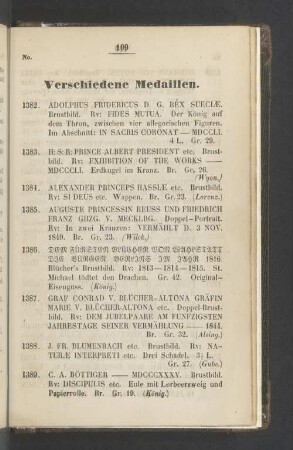 199
No.
Verschiedene Medaillen.
1382. ADOLPHUS FRIDERICUS D. G. REX SUECIÆ.
Brustbild. Rv: FIDES MUTUA. Der König auf
dem Thron, zwischen vier allegorischen Figuren.
Im Abschnitt: IN SACRIS CORONAT — MDCCLI.
4 L. Gr. 29.
1383. H: S: R: PRINCE ALBERT PRESIDENT etc. Brust-
bild. Rv: EXHIBITION OF THE WORKS —
MDCCCLI. Erdkugel im Kranz. Br. Gr. 26.
(Wyon.)
1384. ALEXANDER PRINCEPS HASSIÆ etc. Brustbild.
Rv: SI DEUS etc. Wappen. Br. Gr. 23. (Lorenz.)
1385. AUGUSTE PRINCESSIN REUSS UND FRIEDRICH
FRANZ GHZG. V. MECKLBG. Doppel-Portrait.
Rv: In zwei Kranzen: VERMÄHLT D. 3 NOV.
1849. Br. Gr. 23. (Wilck.)
1386. DEM FÜRSTEN BLÜCHER VON WAHLSTATT
DIE BÜRGER BERLINS IM JAHR 1816
Blücher's Brustbild. Rv: 1813—1814—1815. St.
Michael tödtet den Drachen. Gr. 42. Original-
Eisenguss. (König.)
1387. GRAF CONRAD V. BLÜCHER-ALTONA GRÄFIN
MARIE V. BLÜCHER-ALTONA etc. Doppel-Brust-
bild. Rv: DEM JUBELPAARE AM FUNFZIGSTEN
JAHRESTAGE SEINER VERMÄHLUNG — 1844.
Br. Gr. 32. (Alsing.)
1388. J. FR. BLUMENBACH etc. Brustbild. Rv: NA-
TURÆ INTERPRETI etc. Drei Schädel. 3½ L.
Gr. 27. (Gube.)
1389. C. A. BÖTTIGER — MDCCCXXXV. Brustbild.
Rv: DISCIPULIS etc. Eule mit Lorbeerzweig und
Papierrolle. Br. Gr. 19. (König.)